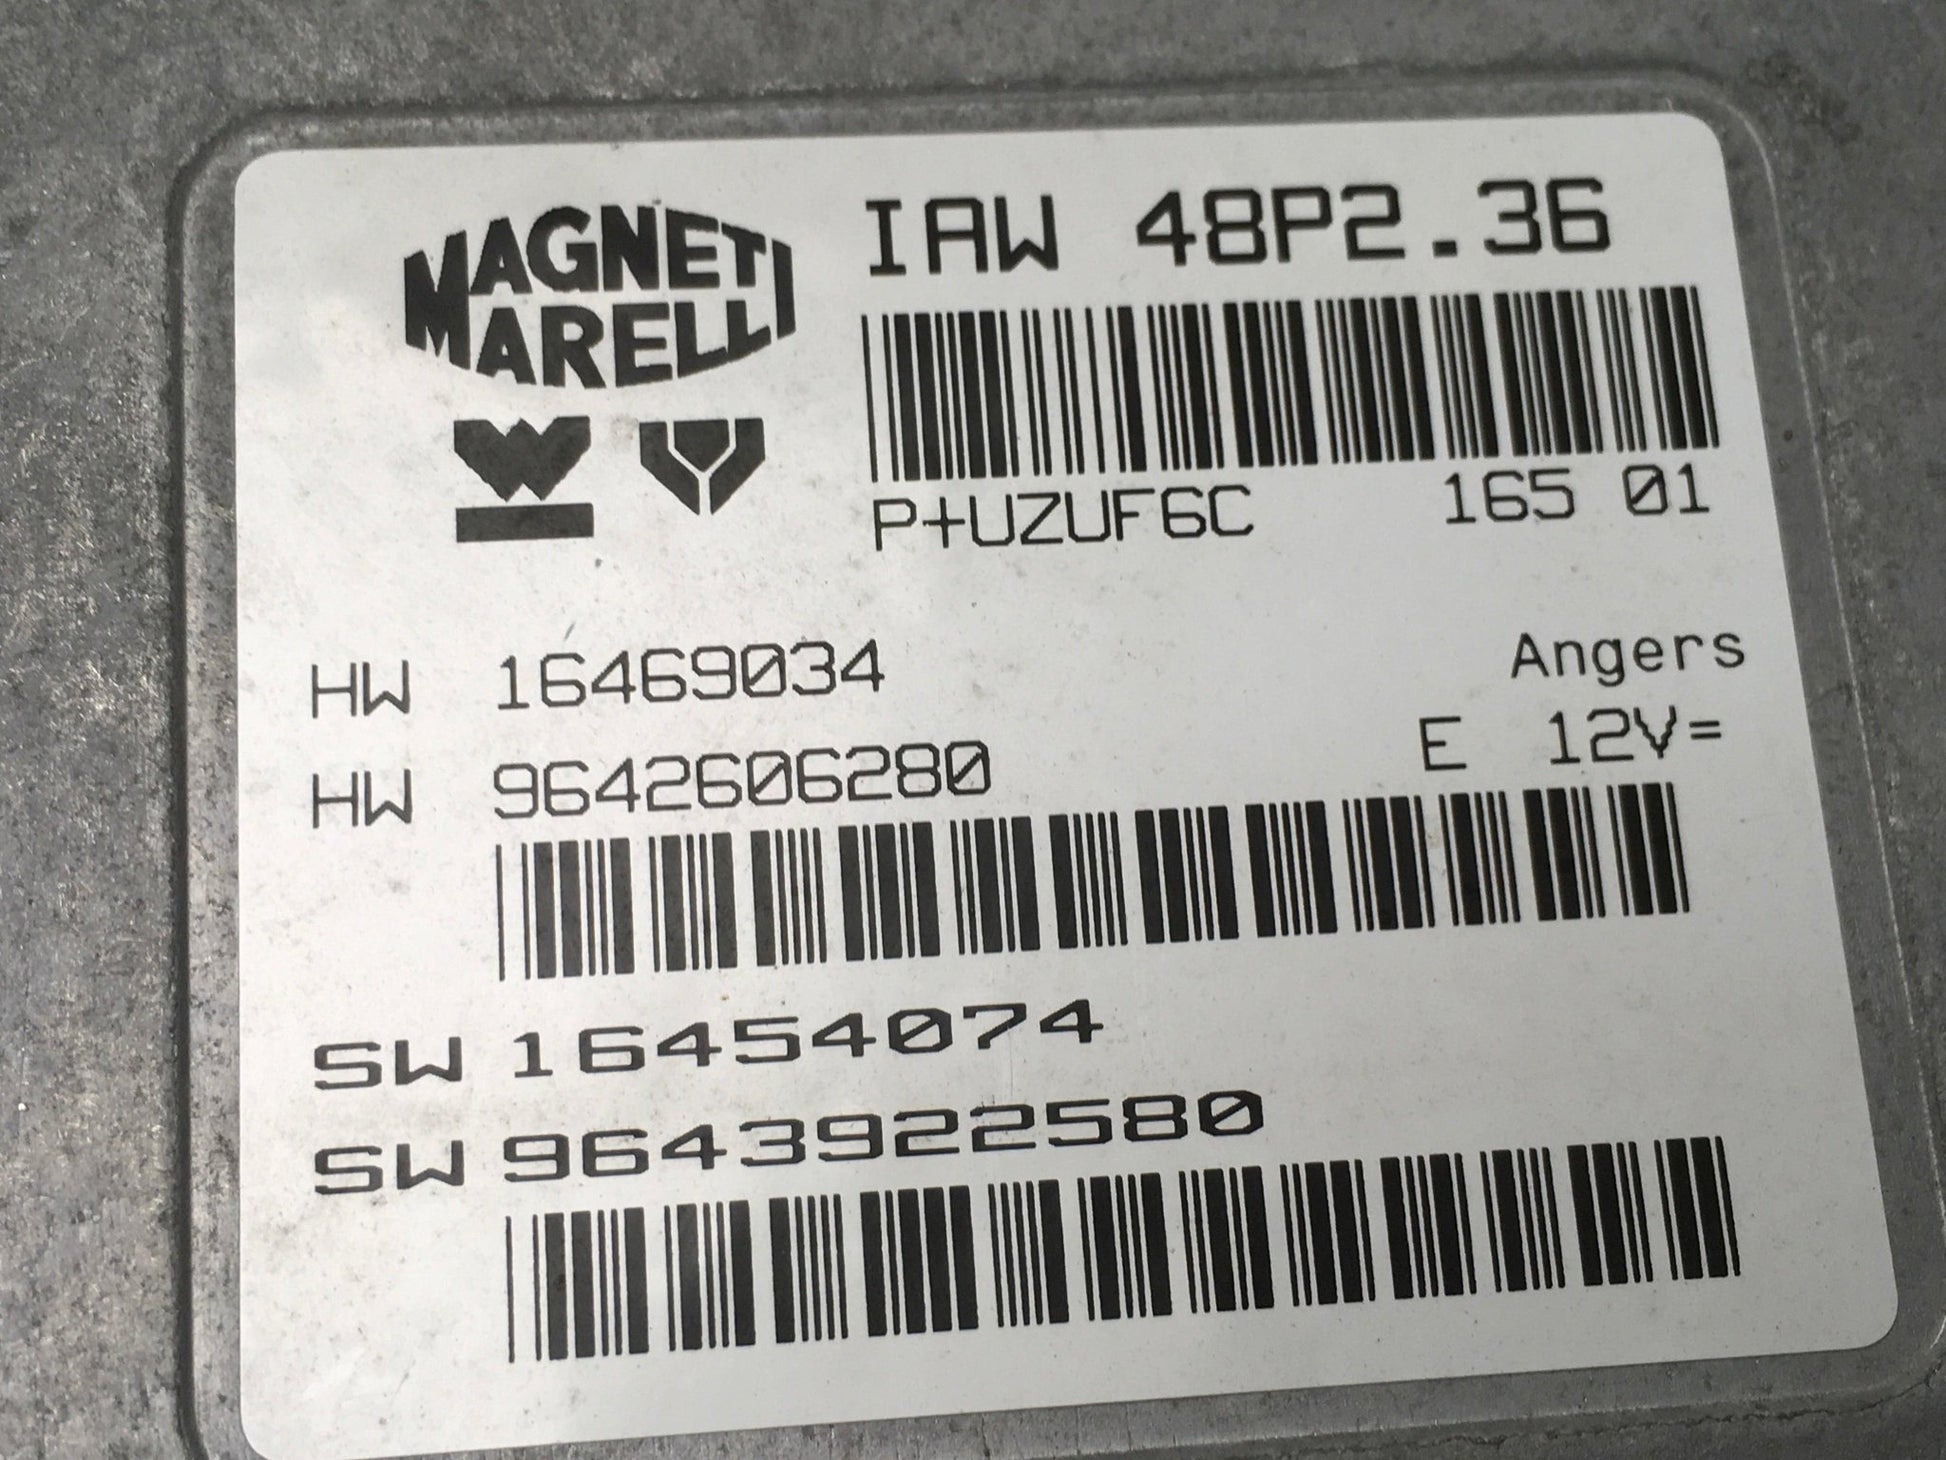 MAGNETI
MARELLI
IAW 48P2.36
P+UZUF6C 165 01
HW 16469034
Angers
HW 9642606280
E 12V=
SW 16454074
SW 9643922580